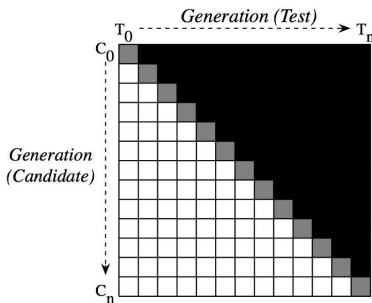 Generation (Test)
T0 Tn
C0
Generation
(Candidate)
Cn